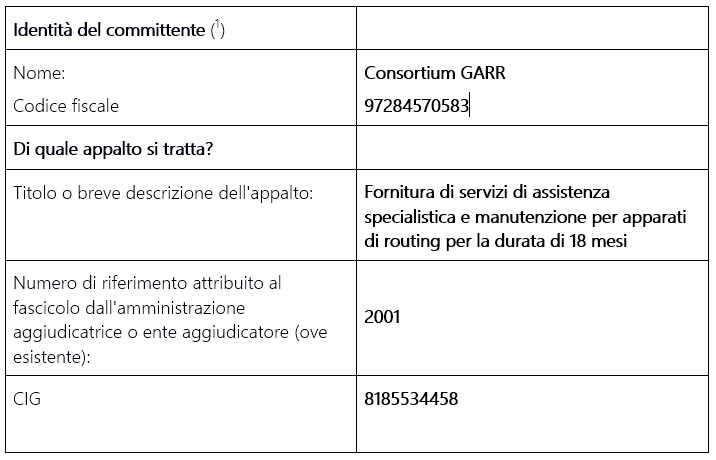 Identità del committente (1)
Nome:
Consortium GARR
Codice fiscale
97284570583
Di quale appalto si tratta?
Titolo o breve descrizione dell'appalto:
Fornitura di servizi di assistenza
specialistica e manutenzione per apparati
di routing per la durata di 18 mesi
Numero di riferimento attribuito al
fascicolo dall'amministrazione
aggiudicatrice o ente aggiudicatore (ove
esistente):
2001
CIG
8185534458